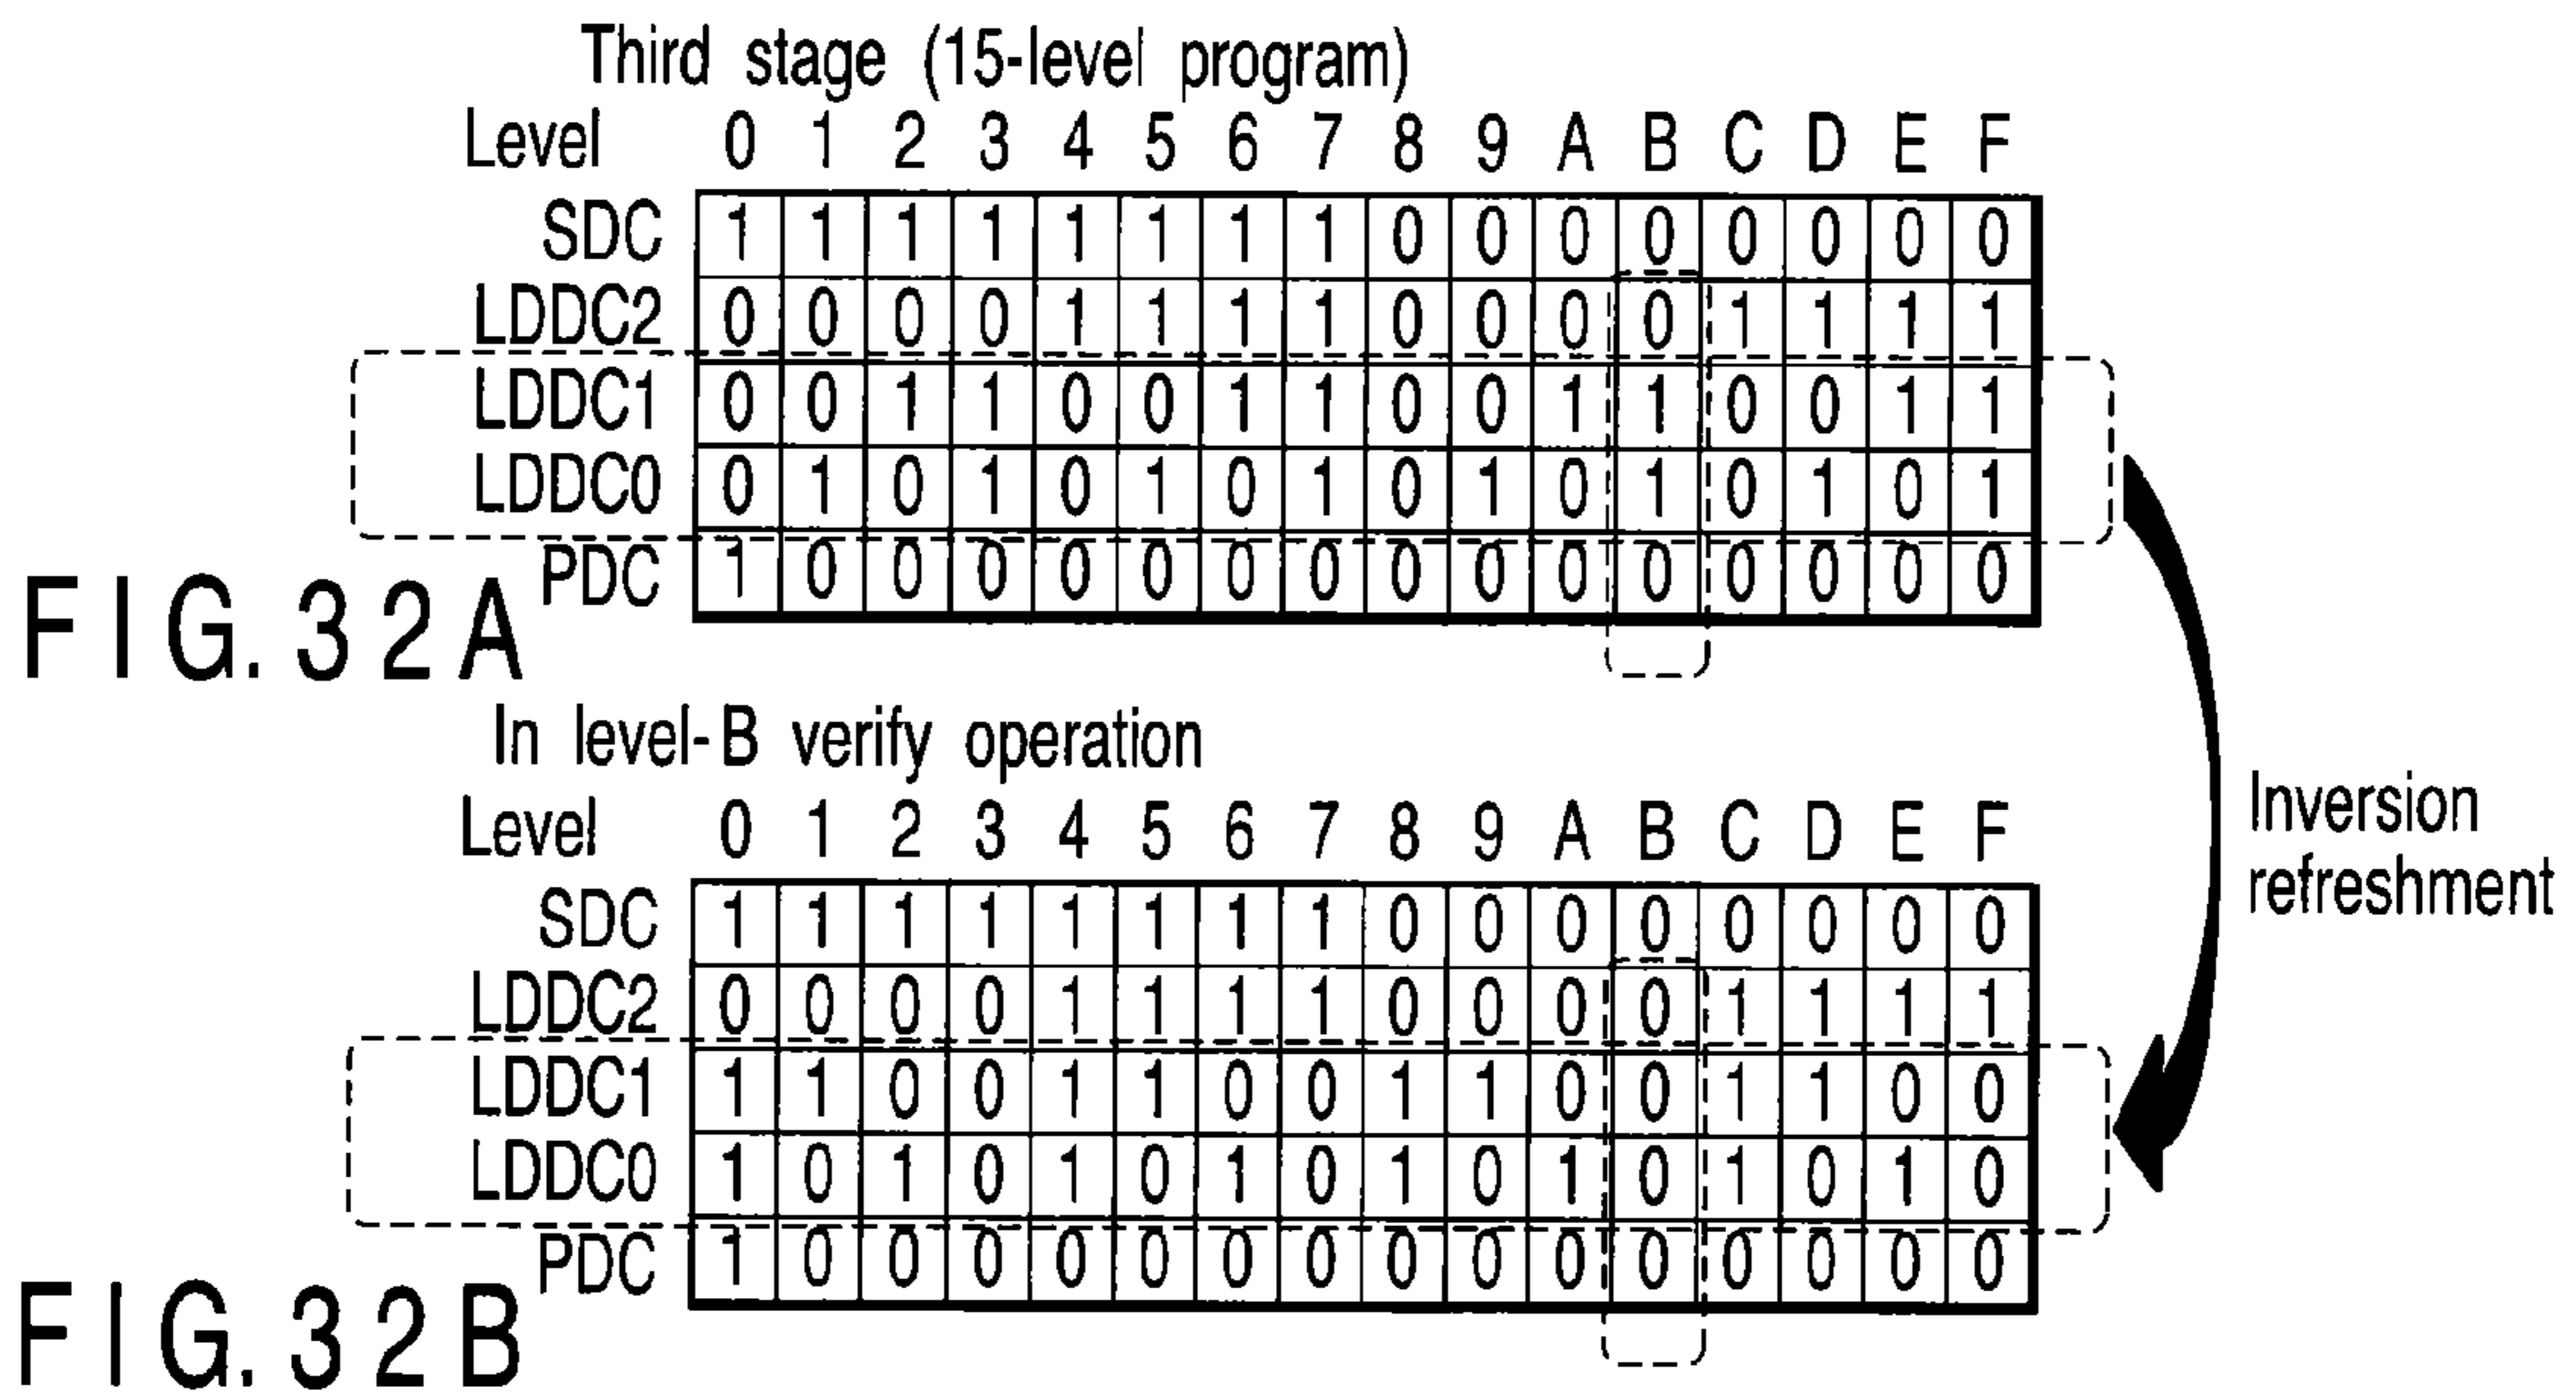 Third stage (15-level program)
Level 0 1 2 3 4 5 6 7 8 9 A B C D E F
SDC 1 1 1 1 1 1 1 1 0 0 0 0 0 0 0 0
LDDC2 0 0 0 0 1 1 1 1 0 0 0 0 1 1 1 1
LDDC1 0 0 1 1 0 0 1 1 0 0 1 1 0 0 1 1
LDDC0 0 1 0 1 0 1 0 1 0 1 0 1 0 1 0 1
PDC 1 0 0 0 0 0 0 0 0 0 0 0 0 0 0 0
FIG. 32A
In level-B verify operation
Level 0 1 2 3 4 5 6 7 8 9 A B C D E F
SDC 1 1 1 1 1 1 1 1 0 0 0 0 0 0 0 0
LDDC2 0 0 0 0 1 1 1 1 0 0 0 0 1 1 1 1
LDDC1 1 1 0 0 1 1 0 0 1 1 0 0 1 1 0 0
LDDC0 1 0 1 0 1 0 1 0 1 0 1 0 1 0 1 0
PDC 1 0 0 0 0 0 0 0 0 0 0 0 0 0 0 0
FIG. 32B
Inversion
refreshment